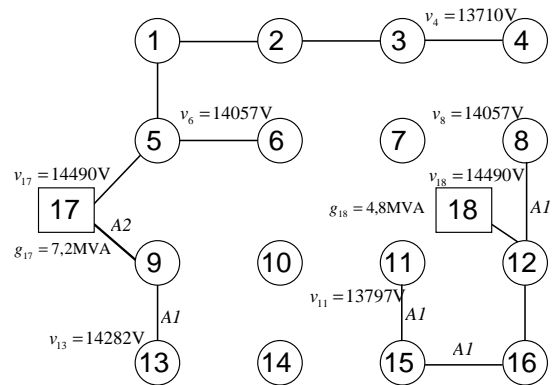 v4 = 13710V
1 2 3 4
v6 = 14057V v8 = 14057V
5 6 7 8
v17 = 14490V v18 = 14490V
17 A2 g18 = 4,8MVA 18 A1
g17 = 7,2MVA
9 10 11 12
v11 = 13797V
A1 A1
v13 = 14282V A1
13 14 15 16